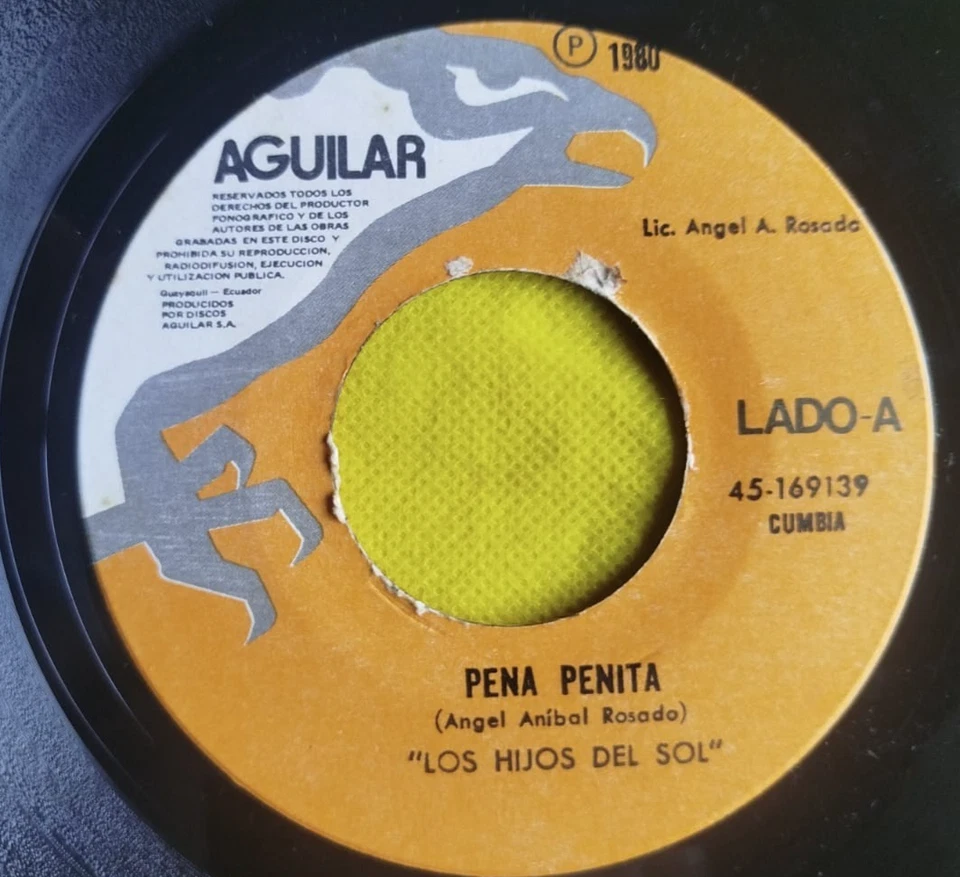 Ⓟ 1980
AGUILAR
RESERVADOS TODOS LOS
DERECHOS DEL PRODUCTOR
FONOGRAFICO Y DE LOS
AUTORES DE LAS OBRAS
GRABADAS EN ESTE DISCO Y
PROHIBIDA SU REPRODUCCION,
RADIODIFUSION, EJECUCION
Y UTILIZACION PUBLICA.
Guayaquil — Ecuador
PRODUCIDOS
POR DISCOS
AGUILAR S.A.
Lic. Angel A. Rosado
LADO-A
45-169139
CUMBIA
PENA PENITA
(Angel Aníbal Rosado)
"LOS HIJOS DEL SOL"